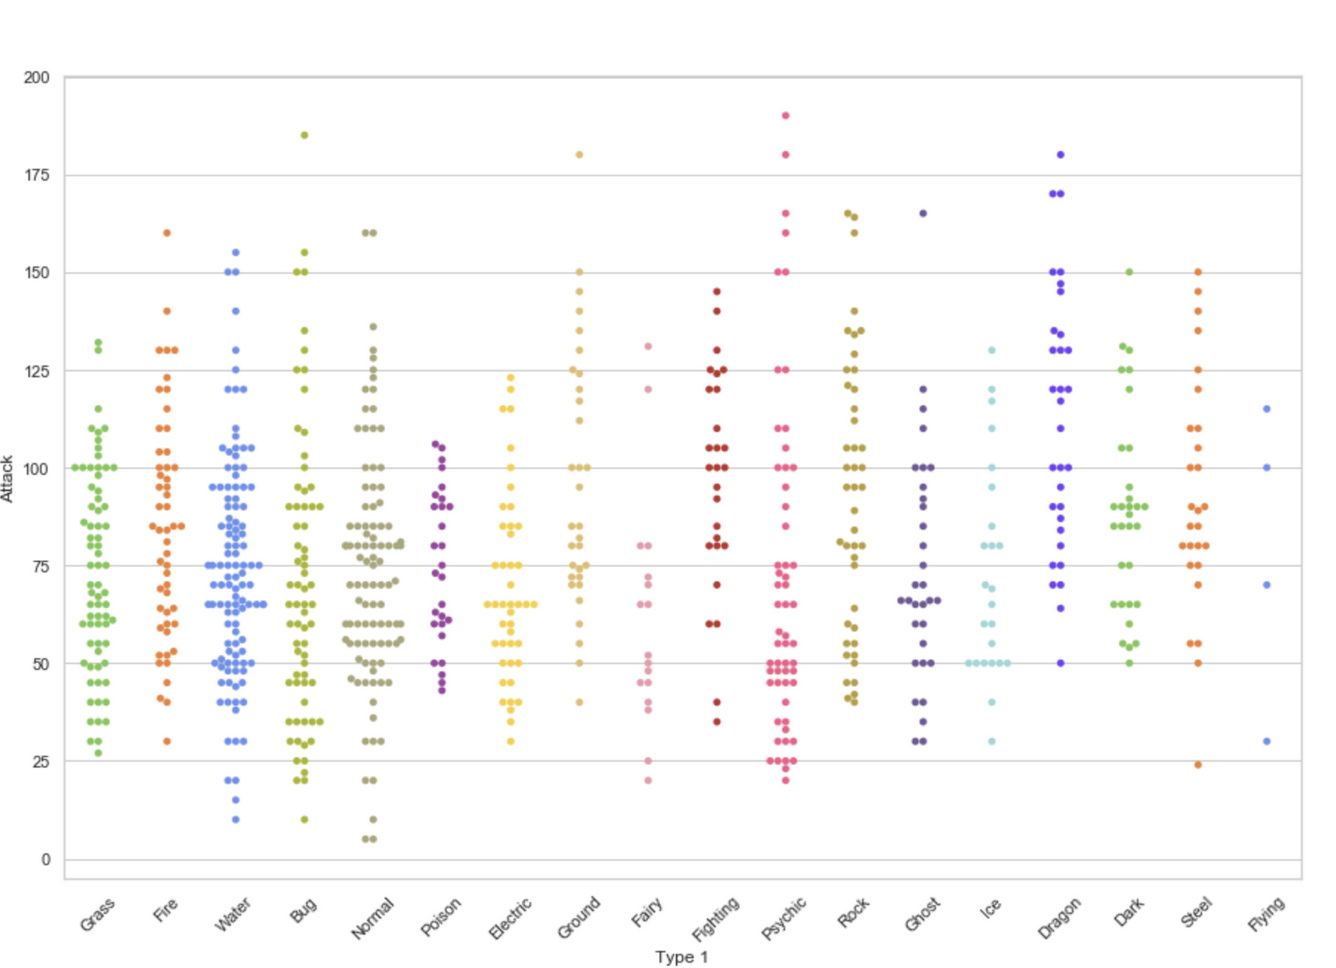 200
175
150
125
100
75
50
25
0
Attack
Grass
Fire
Water
Bug
Normal
Poison
Electric
Ground
Fairy
Fighting
Psychic
Rock
Ghost
Ice
Dragon
Dark
Steel
Flying
Type 1